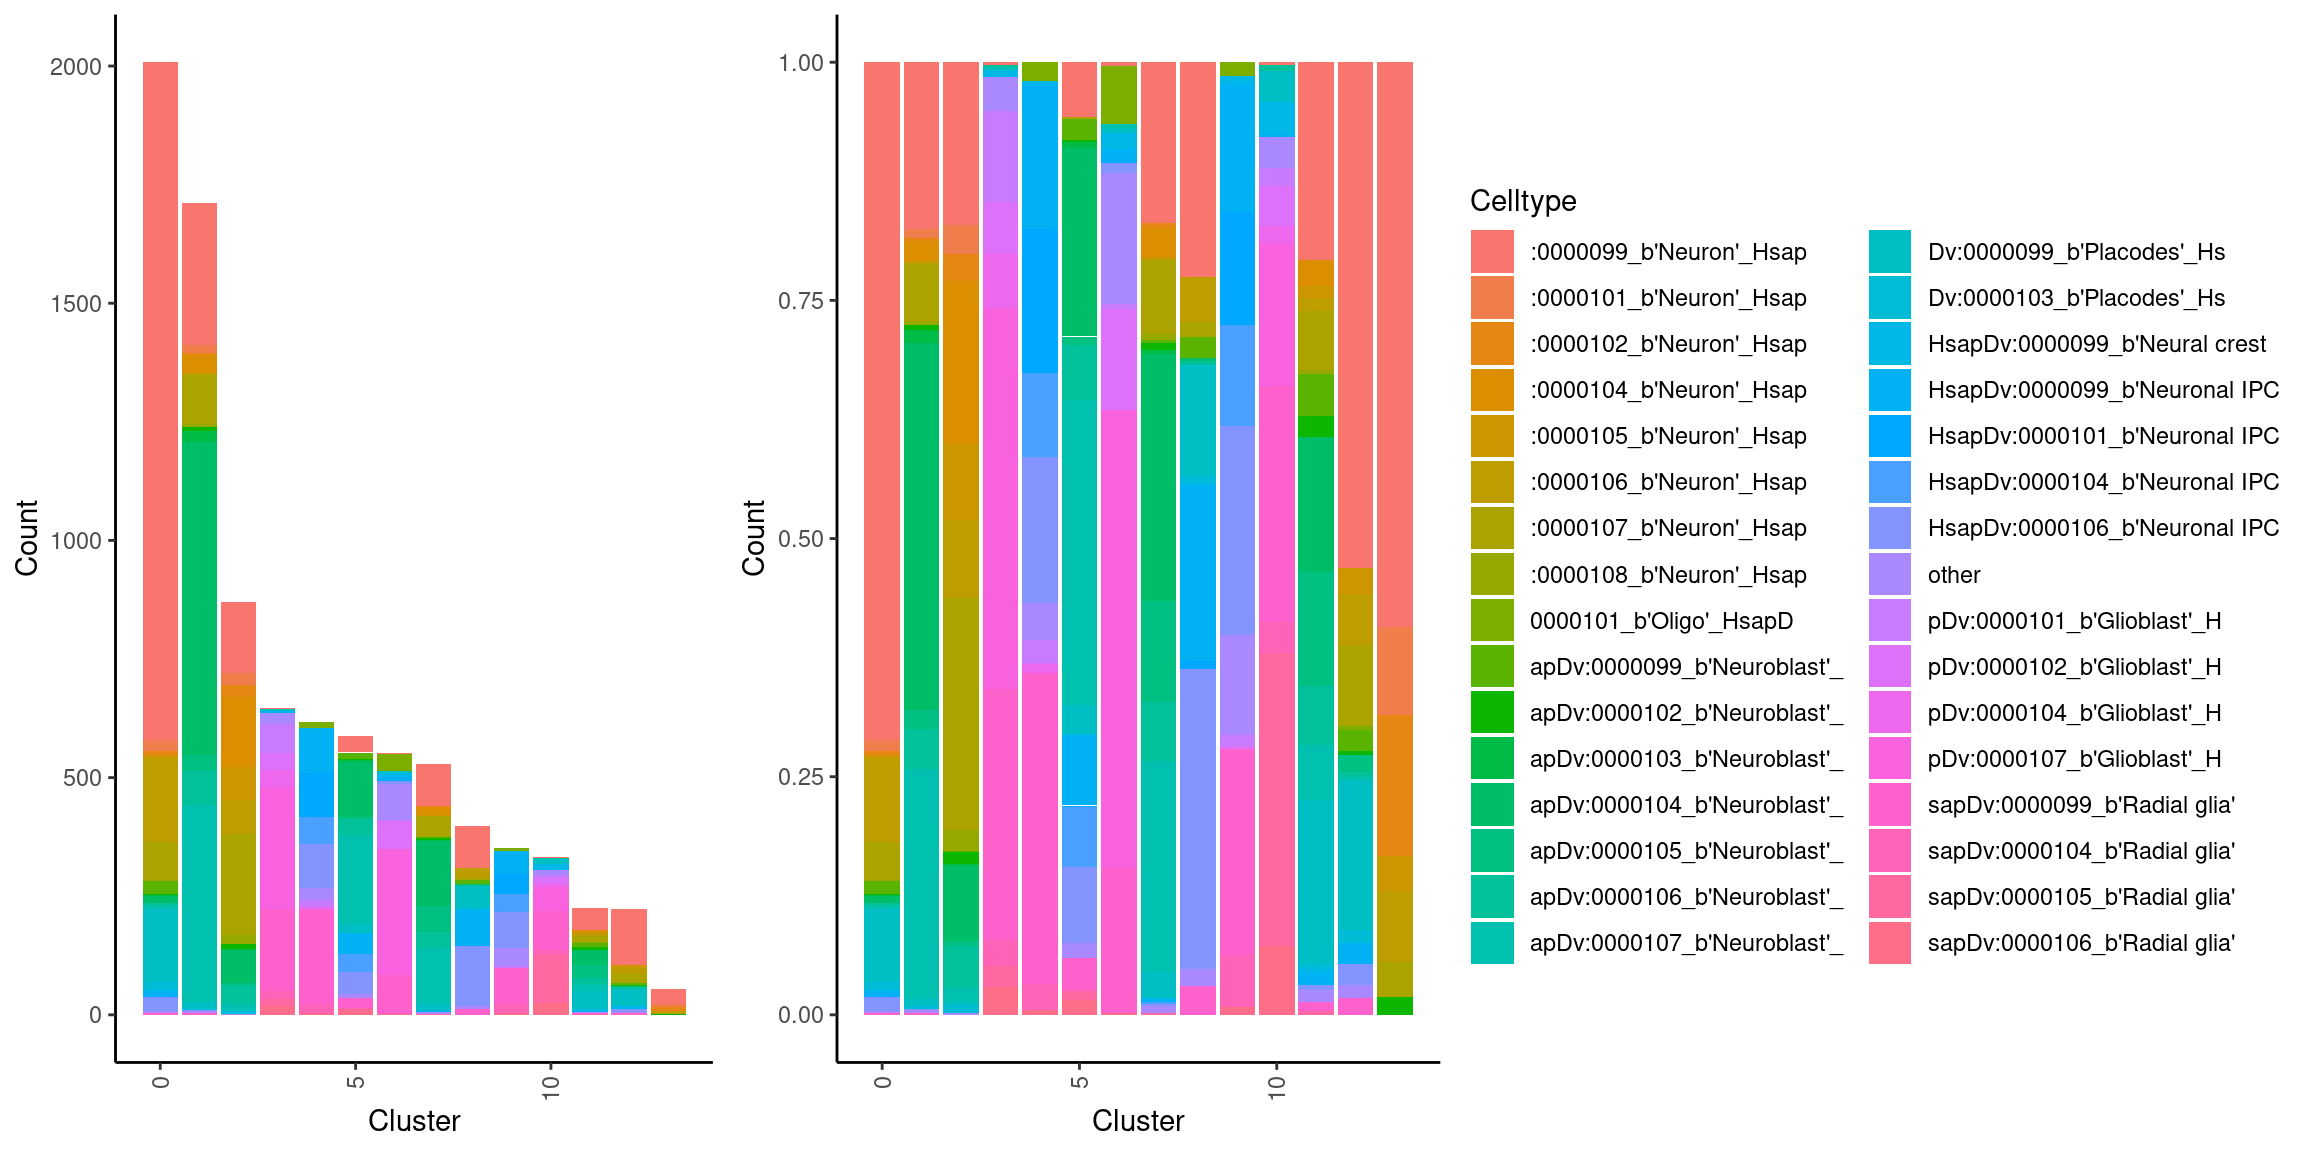 2000
1500
1000
500
0
Count
0
5
10
Cluster
1.00
0.75
0.50
0.25
0.00
Count
0
5
10
Cluster
Celltype
:0000099_b'Neuron'_Hsap
:0000101_b'Neuron'_Hsap
:0000102_b'Neuron'_Hsap
:0000104_b'Neuron'_Hsap
:0000105_b'Neuron'_Hsap
:0000106_b'Neuron'_Hsap
:0000107_b'Neuron'_Hsap
:0000108_b'Neuron'_Hsap
0000101_b'Oligo'_HsapD
apDv:0000099_b'Neuroblast'_
apDv:0000102_b'Neuroblast'_
apDv:0000103_b'Neuroblast'_
apDv:0000104_b'Neuroblast'_
apDv:0000105_b'Neuroblast'_
apDv:0000106_b'Neuroblast'_
apDv:0000107_b'Neuroblast'_
Dv:0000099_b'Placodes'_Hs
Dv:0000103_b'Placodes'_Hs
HsapDv:0000099_b'Neural crest
HsapDv:0000099_b'Neuronal IPC
HsapDv:0000101_b'Neuronal IPC
HsapDv:0000104_b'Neuronal IPC
HsapDv:0000106_b'Neuronal IPC
other
pDv:0000101_b'Glioblast'_H
pDv:0000102_b'Glioblast'_H
pDv:0000104_b'Glioblast'_H
pDv:0000107_b'Glioblast'_H
sapDv:0000099_b'Radial glia'
sapDv:0000104_b'Radial glia'
sapDv:0000105_b'Radial glia'
sapDv:0000106_b'Radial glia'